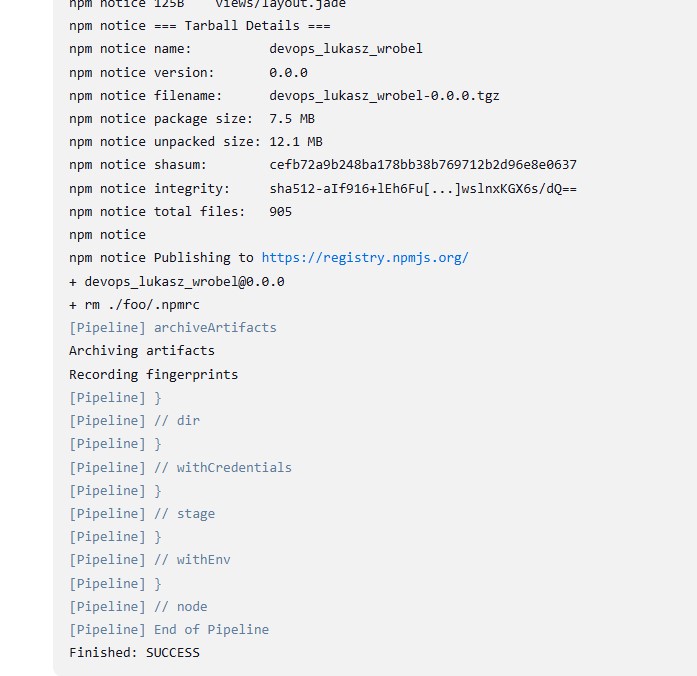 npm notice 125B    views/layout.jade
npm notice === Tarball Details ===
npm notice name:          devops_lukasz_wrobel
npm notice version:       0.0.0
npm notice filename:      devops_lukasz_wrobel-0.0.0.tgz
npm notice package size:  7.5 MB
npm notice unpacked size: 12.1 MB
npm notice shasum:        cefb72a9b248ba178bb38b769712b2d96e8e0637
npm notice integrity:     sha512-aIf916+lEh6Fu[...]wslnxKGX6s/dQ==
npm notice total files:   905
npm notice
npm notice Publishing to https://registry.npmjs.org/
+ devops_lukasz_wrobel@0.0.0
+ rm ./foo/.npmrc
[Pipeline] archiveArtifacts
Archiving artifacts
Recording fingerprints
[Pipeline] }
[Pipeline] // dir
[Pipeline] }
[Pipeline] // withCredentials
[Pipeline] }
[Pipeline] // stage
[Pipeline] }
[Pipeline] // withEnv
[Pipeline] }
[Pipeline] // node
[Pipeline] End of Pipeline
Finished: SUCCESS